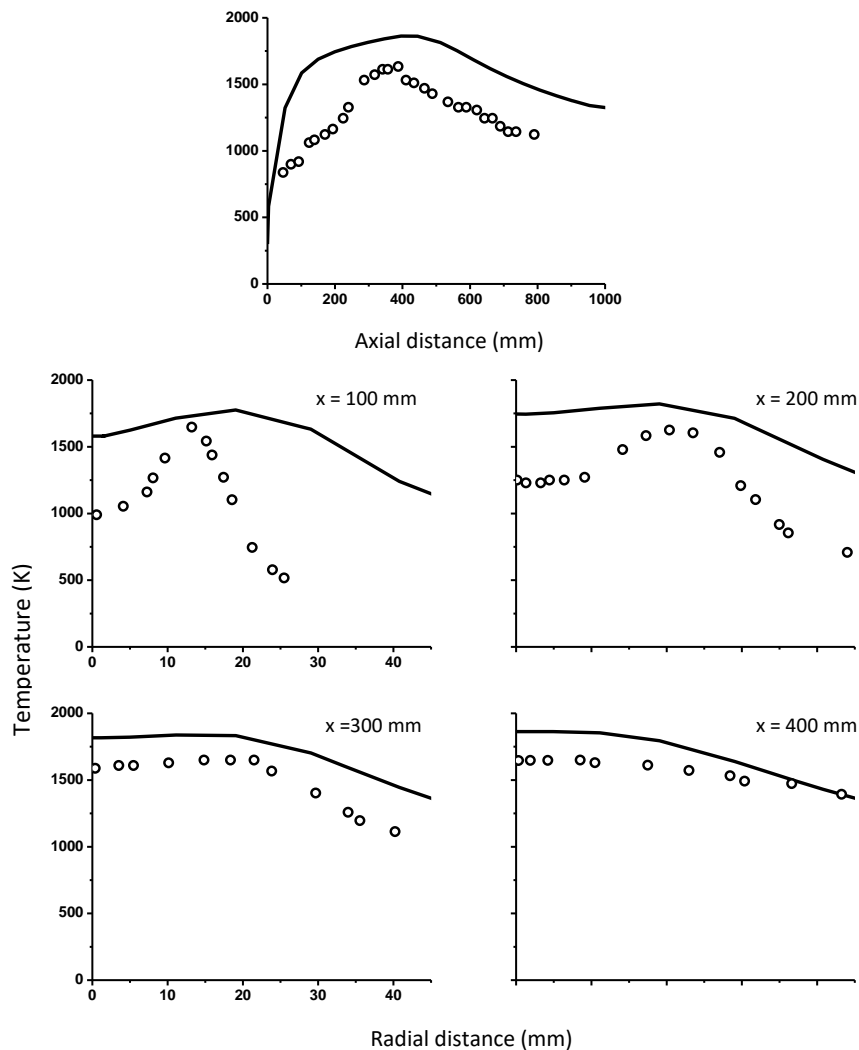 2000
1500
1000
500
0
0 200 400 600 800 1000
Axial distance (mm)
2000
1500
1000
500
0
0 10 20 30 40
x = 100 mm
x = 200 mm
Temperature (K)
2000
1500
1000
500
0
0 10 20 30 40
x =300 mm
x = 400 mm
Radial distance (mm)